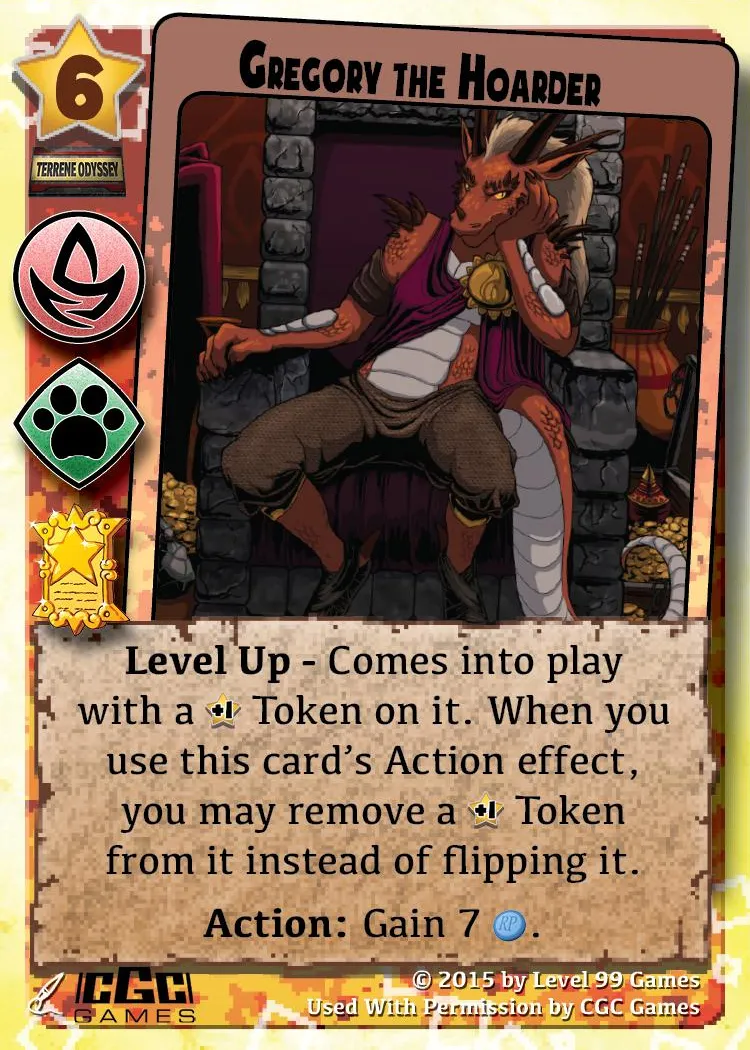 6
GREGORY THE HOARDER
TERRENE ODYSSEY
Level Up - Comes into play
with a +1 Token on it. When you
use this card's Action effect,
you may remove a +1 Token
from it instead of flipping it.
Action: Gain 7 RP.
CGC
GAMES
© 2015 by Level 99 Games
Used With Permission by CGC Games